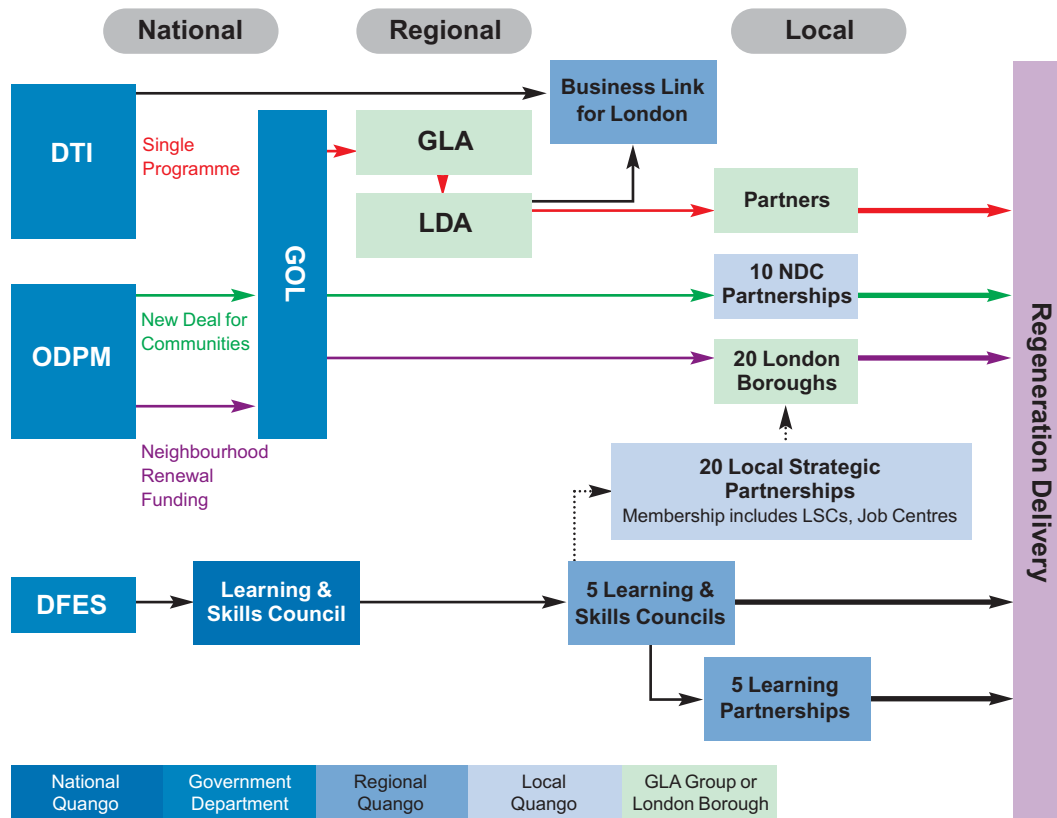 National
Regional
Local
DTI
Single
Programme
GOL
GLA
LDA
Business Link
for London
Partners
ODPM
New Deal for
Communities
10 NDC
Partnerships
20 London
Boroughs
Neighbourhood
Renewal
Funding
20 Local Strategic
Partnerships
Membership includes LSCs, Job Centres
DFES
Learning &
Skills Council
5 Learning &
Skills Councils
5 Learning
Partnerships
Regeneration Delivery
National
Quango
Government
Department
Regional
Quango
Local
Quango
GLA Group or
London Borough